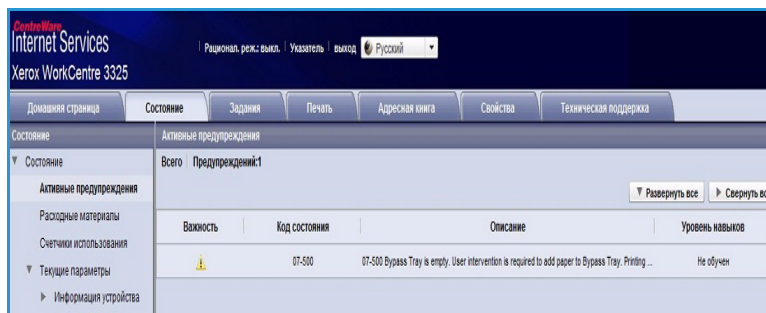 CentreWare
Internet Services
Рационал. реж.: выкл. Указатель выход Русский
Xerox WorkCentre 3325
Домашняя страница Состояние Задания Печать Адресная книга Свойства Техническая поддержка
Состояние Активные предупреждения
Состояние Всего Предупреждений:1
Активные предупреждения Развернуть все Свернуть вс
Расходные материалы
Важность Код состояния Описание Уровень навыков
Счетчики использования
Текущие параметры 07-500 07-500 Bypass Tray is empty. User intervention is required to add paper to Bypass Tray. Printing ... Не обучен
Информация устройства